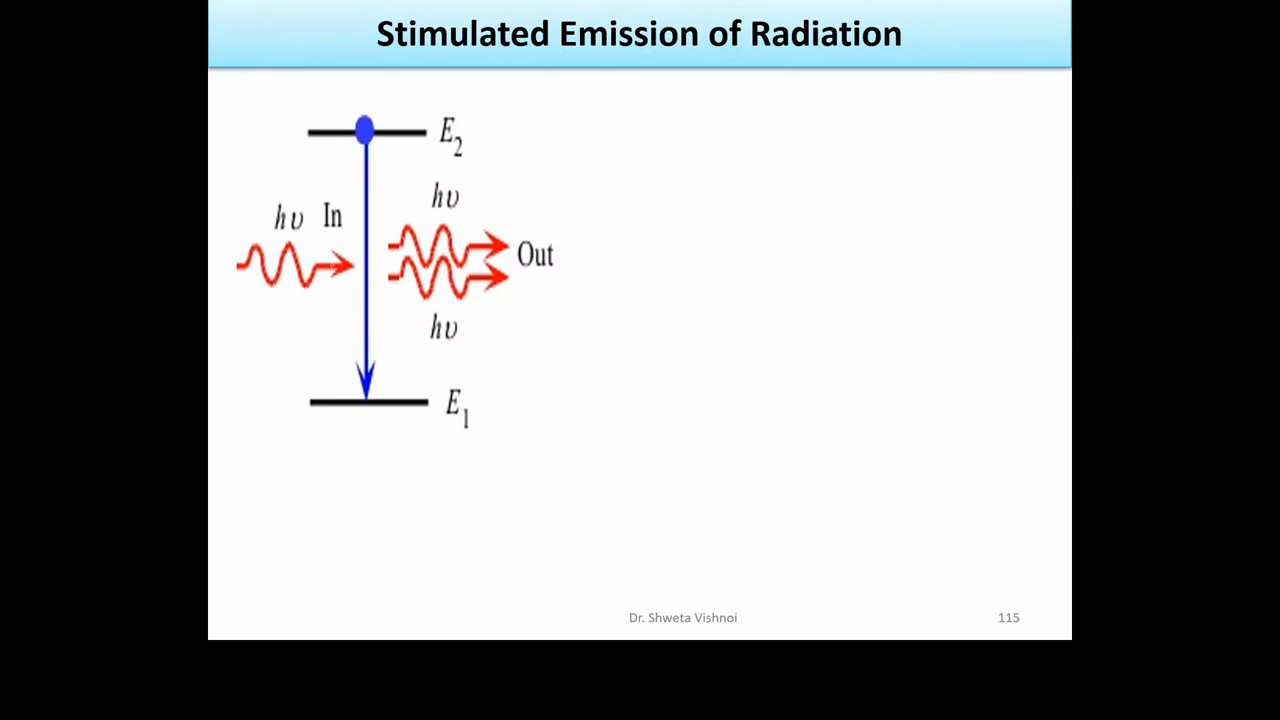 Stimulated Emission of Radiation
E₂
hυ
hυ In
Out
hυ
E₁
Dr. Shweta Vishnoi 115